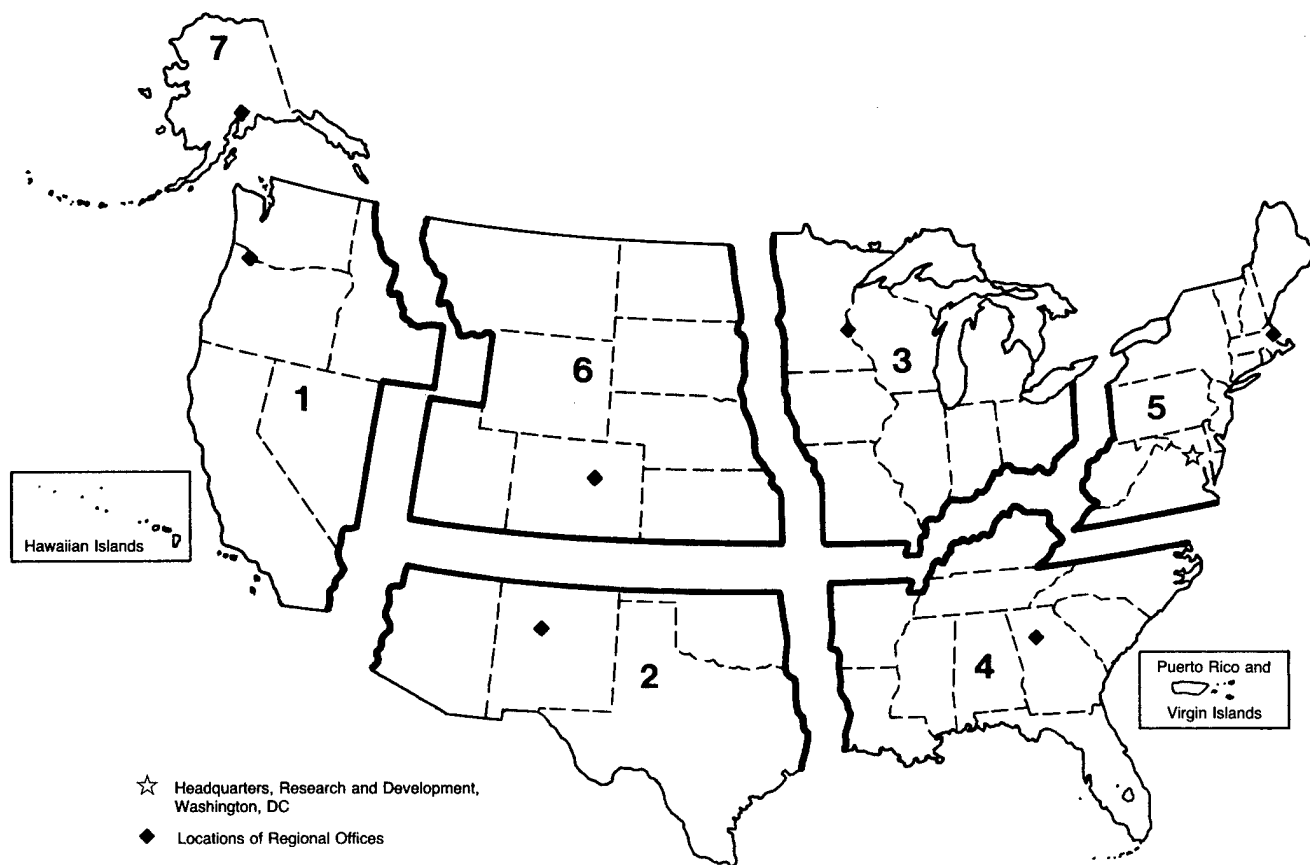 7
1
6
3
5
Hawaiian Islands
2
4
Puerto Rico and
Virgin Islands
Headquarters, Research and Development,
Washington, DC
Locations of Regional Offices